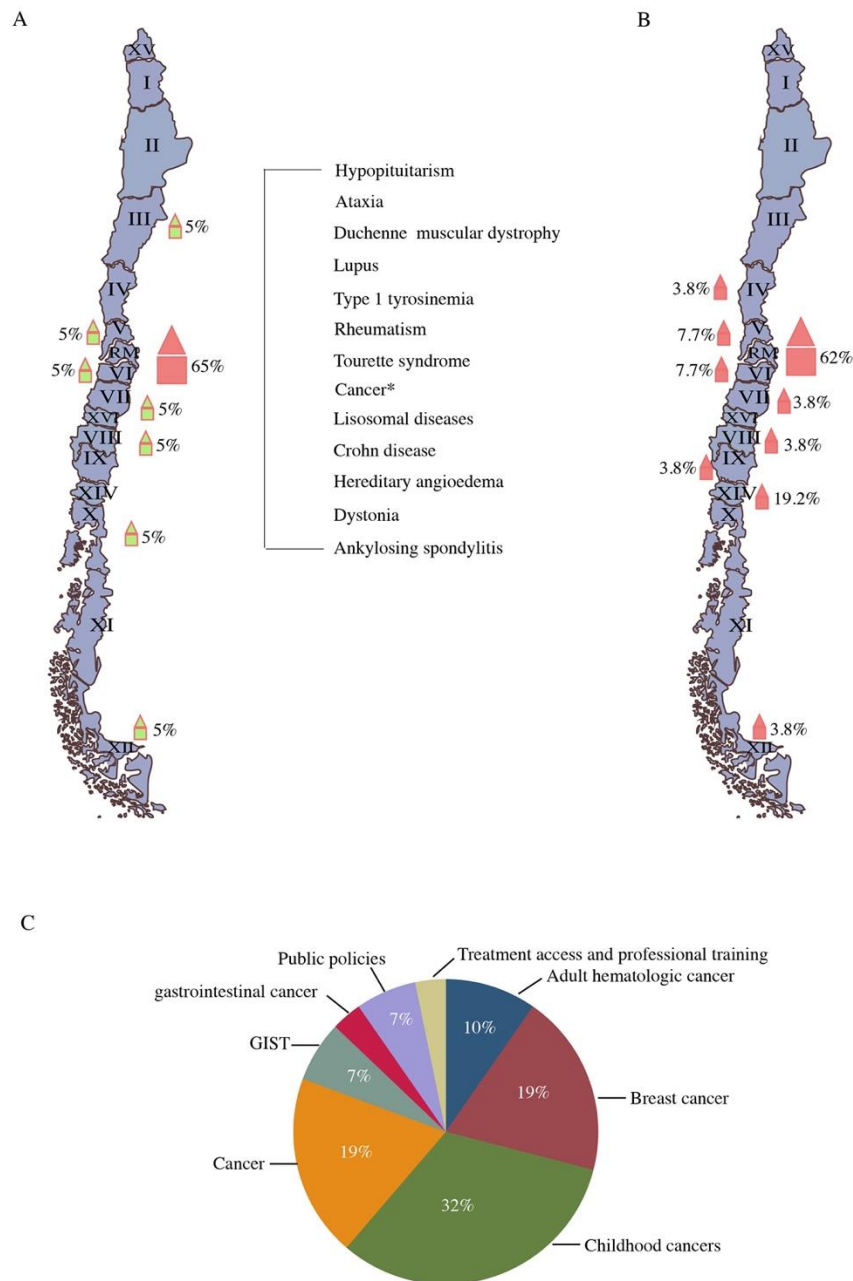 A
XV
I
II
III
5%
IV
5%
V
RM
65%
5%
VI
VII
5%
XVI
VIII
5%
IX
XIV
X
5%
XI
5%
XII
Hypopituitarism
Ataxia
Duchenne muscular dystrophy
Lupus
Type 1 tyrosinemia
Rheumatism
Tourette syndrome
Cancer*
Lisosomal diseases
Crohn disease
Hereditary angioedema
Dystonia
Ankylosing spondylitis
B
XV
I
II
III
3.8%
IV
7.7%
V
RM
62%
7.7%
VI
VII
3.8%
XVI
VIII
3.8%
3.8%
IX
XIV
19.2%
X
XI
3.8%
XII
C
Treatment access and professional training
Public policies
Adult hematologic cancer
gastrointestinal cancer
GIST
7%
10%
7%
19%
Breast cancer
Cancer
19%
32%
Childhood cancers